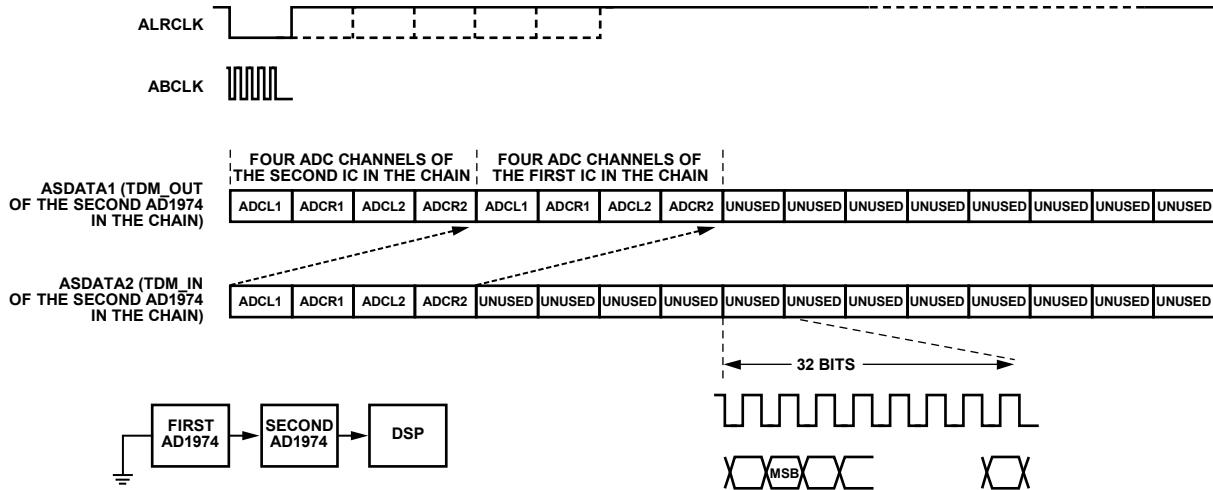 ALRCLK
ABCLK
FOUR ADC CHANNELS OF
THE SECOND IC IN THE CHAIN
FOUR ADC CHANNELS OF
THE FIRST IC IN THE CHAIN
ASDATA1 (TDM_OUT
OF THE SECOND AD1974
IN THE CHAIN)
ADCL1 ADCR1 ADCL2 ADCR2 ADCL1 ADCR1 ADCL2 ADCR2 UNUSED UNUSED UNUSED UNUSED UNUSED UNUSED UNUSED UNUSED
ASDATA2 (TDM_IN
OF THE SECOND AD1974
IN THE CHAIN)
ADCL1 ADCR1 ADCL2 ADCR2 UNUSED UNUSED UNUSED UNUSED UNUSED UNUSED UNUSED UNUSED UNUSED UNUSED UNUSED UNUSED
32 BITS
FIRST
AD1974
SECOND
AD1974
DSP
MSB